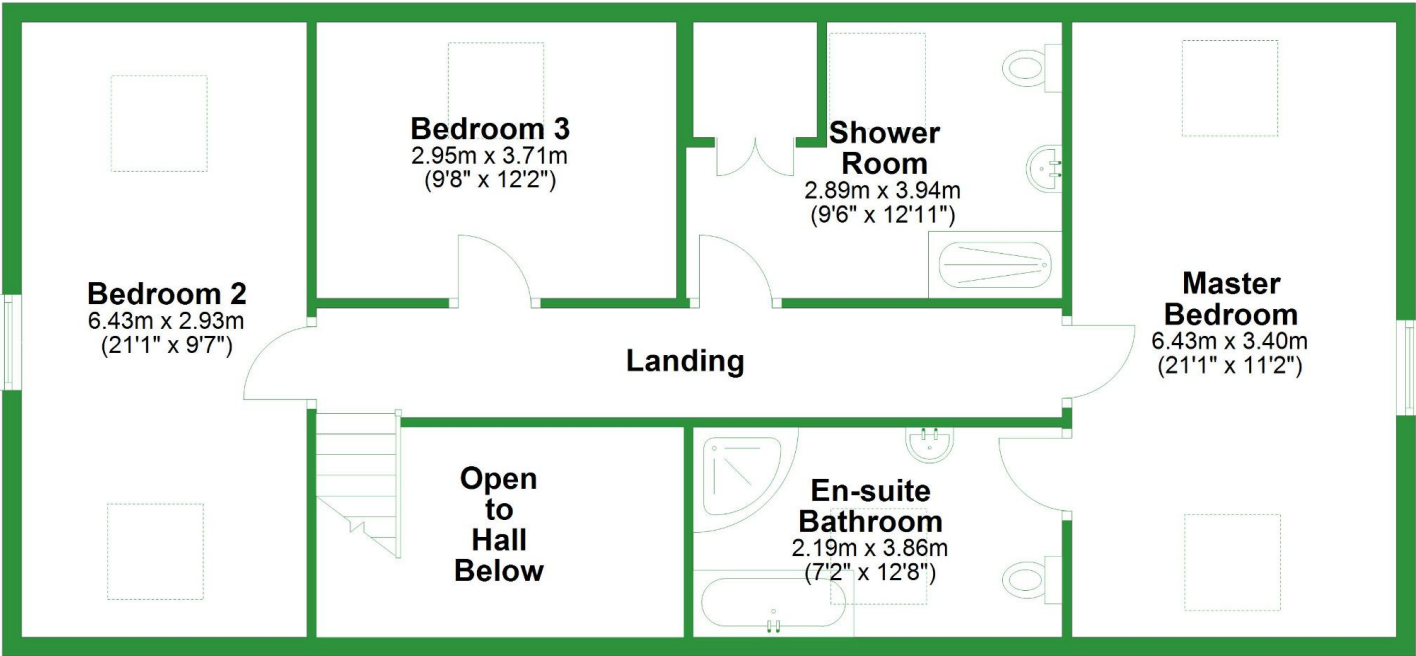 Bedroom 2
6.43m x 2.93m
(21'1" x 9'7")
Bedroom 3
2.95m x 3.71m
(9'8" x 12'2")
Shower
Room
2.89m x 3.94m
(9'6" x 12'11")
Master
Bedroom
6.43m x 3.40m
(21'1" x 11'2")
Landing
Open
to
Hall
Below
En-suite
Bathroom
2.19m x 3.86m
(7'2" x 12'8")